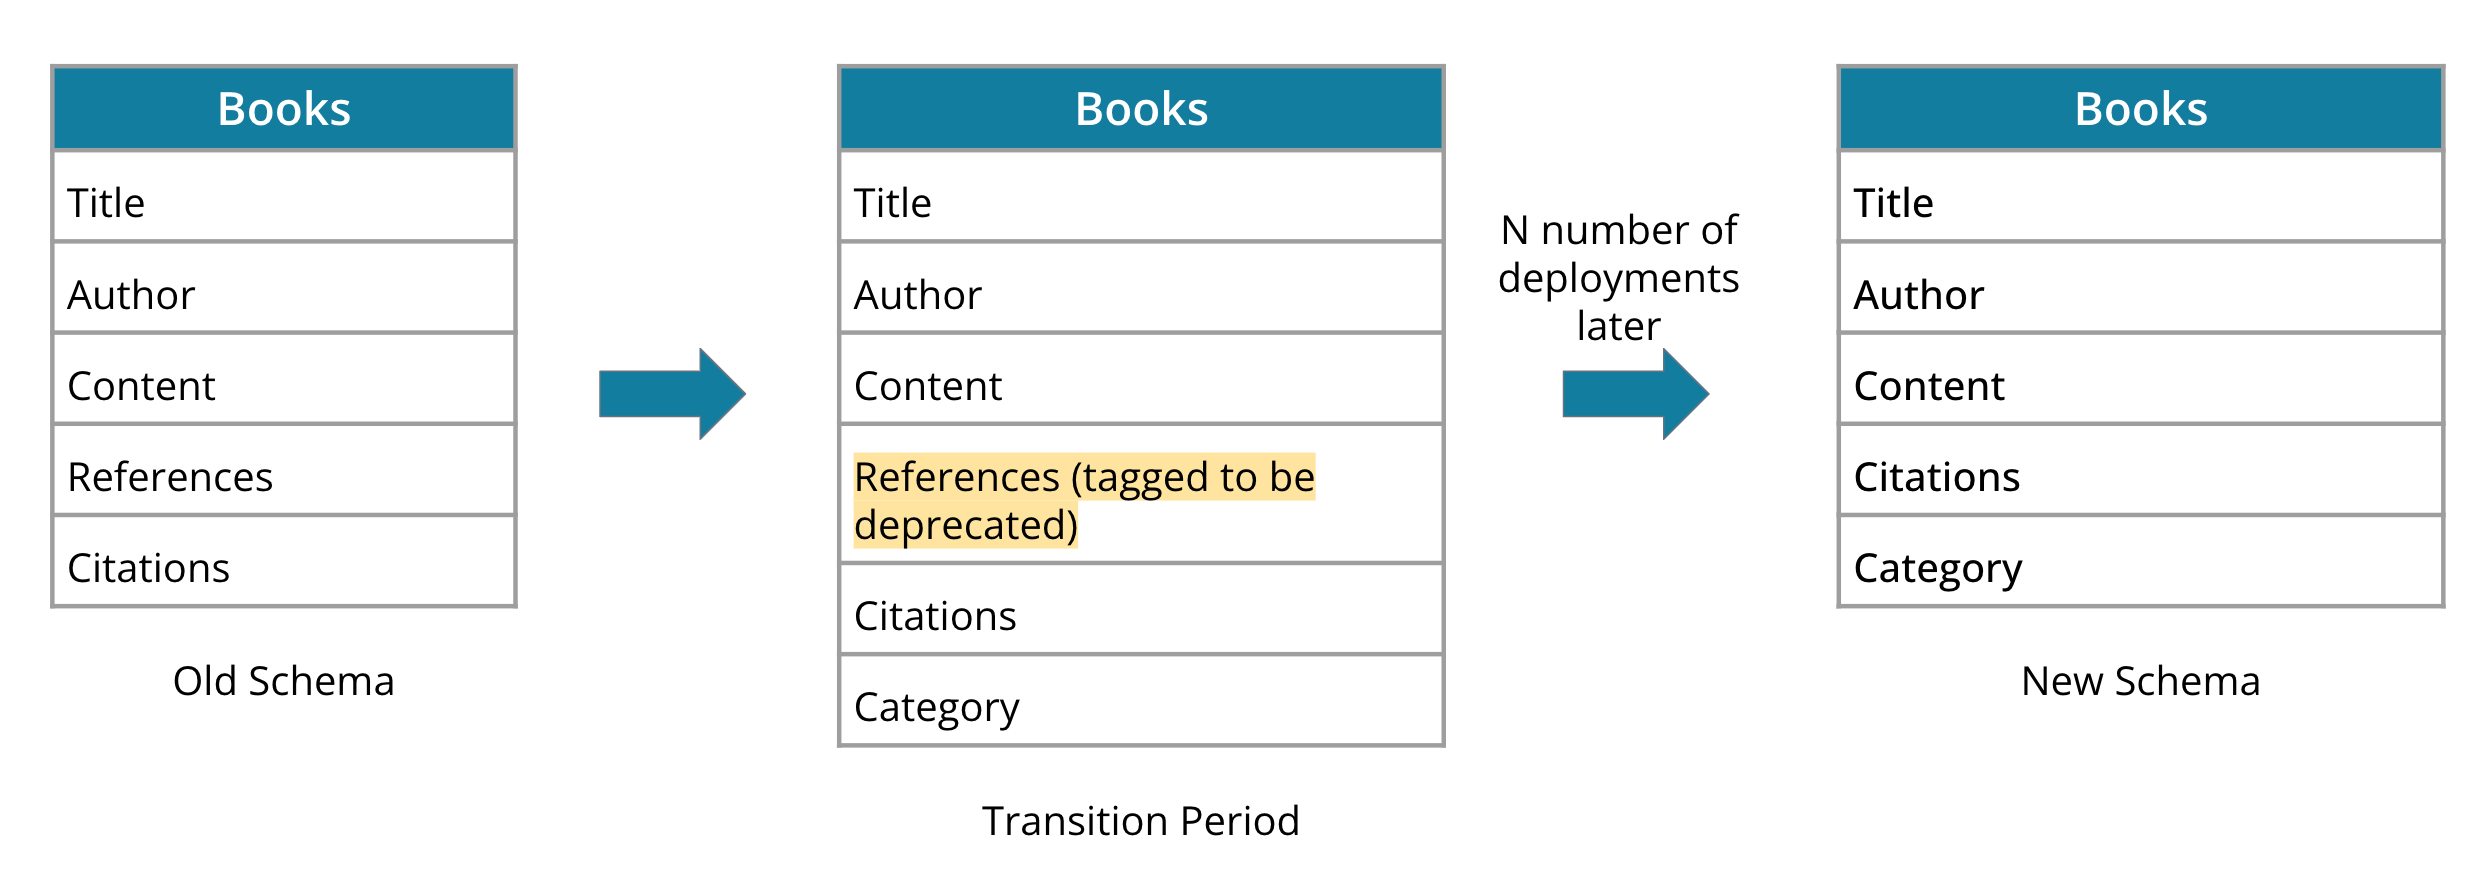 Books
Title
Author
Content
References
Citations
Old Schema
Books
Title
Author
Content
References (tagged to be
deprecated)
Citations
Category
Transition Period
N number of
deployments
later
Books
Title
Author
Content
Citations
Category
New Schema